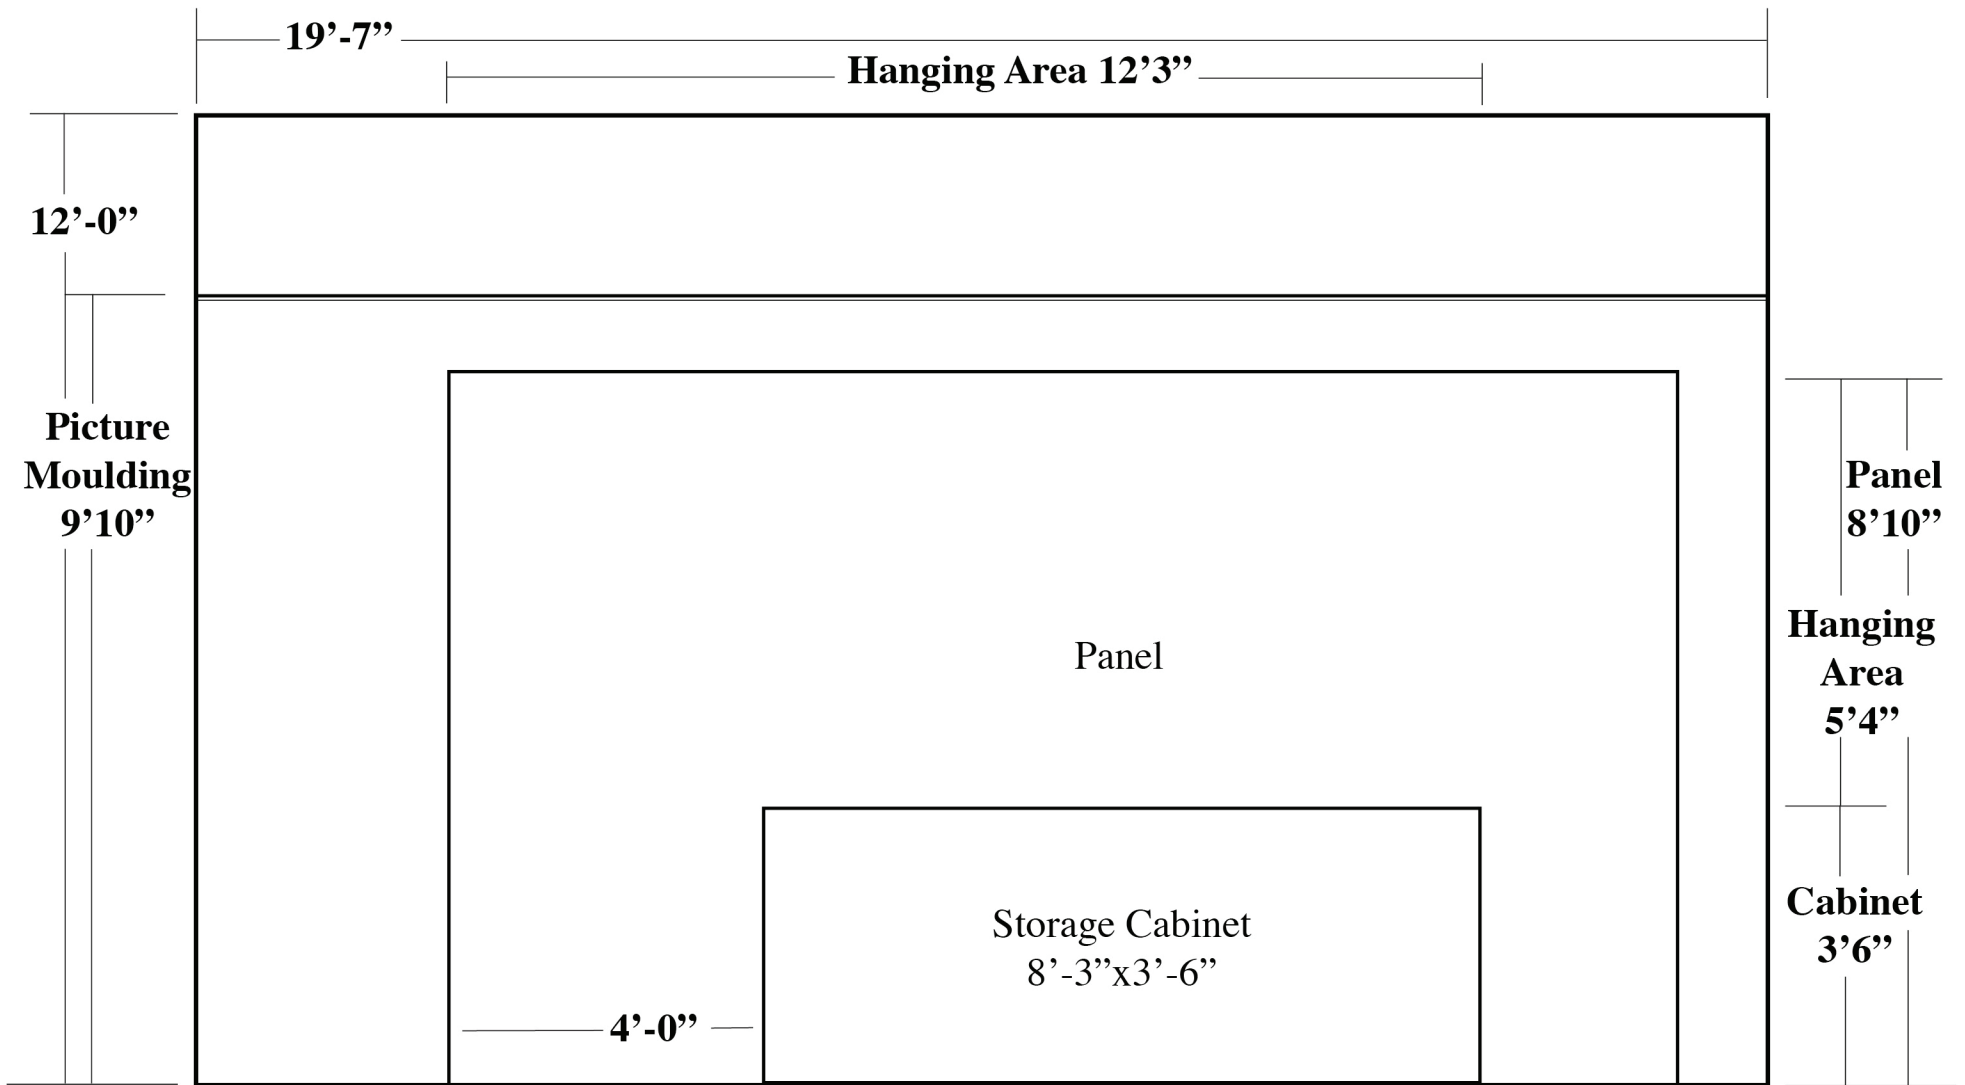 19’-7”
Hanging Area 12’3”
12’-0”
Picture
Moulding
9’10”
Panel
8’10”
Hanging
Area
5’4”
Panel
Cabinet
3’6”
Storage Cabinet
8’-3”x3’-6”
4’-0”